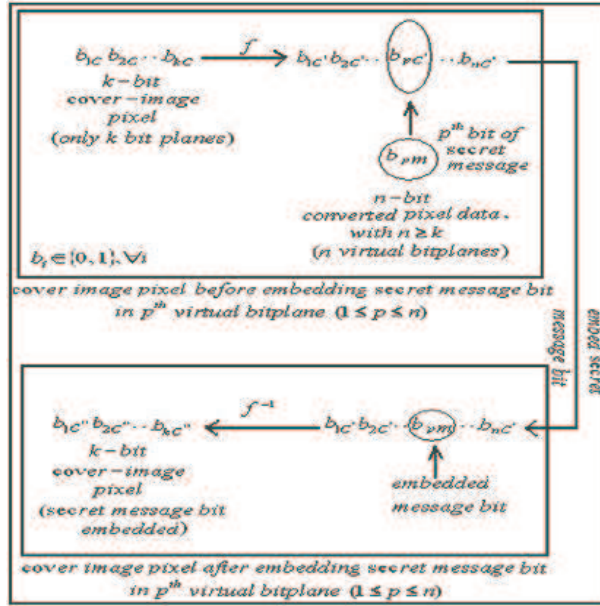 b1C b2C ·· bkC f b1C' b2C' ·· bpC' ·· bnC'
k-bit
cover-image
pixel
(only k bit planes)
pth bit of
secret
message
bpm
n-bit
converted pixel data,
with n ≥ k
(n virtual bitplanes)
bi ∈ {0, 1}, ∀i
cover image pixel before embedding secret message bit
in pth virtual bitplane (1 ≤ p ≤ n)
embed secret
message bit
b1C'' b2C'' ·· bkC'' f −1 b1C' b2C' ·· bpm ·· bnC'
k-bit
cover-image
pixel
(secret message bit
embedded)
embedded
message bit
cover image pixel after embedding secret message bit
in pth virtual bitplane (1 ≤ p ≤ n)